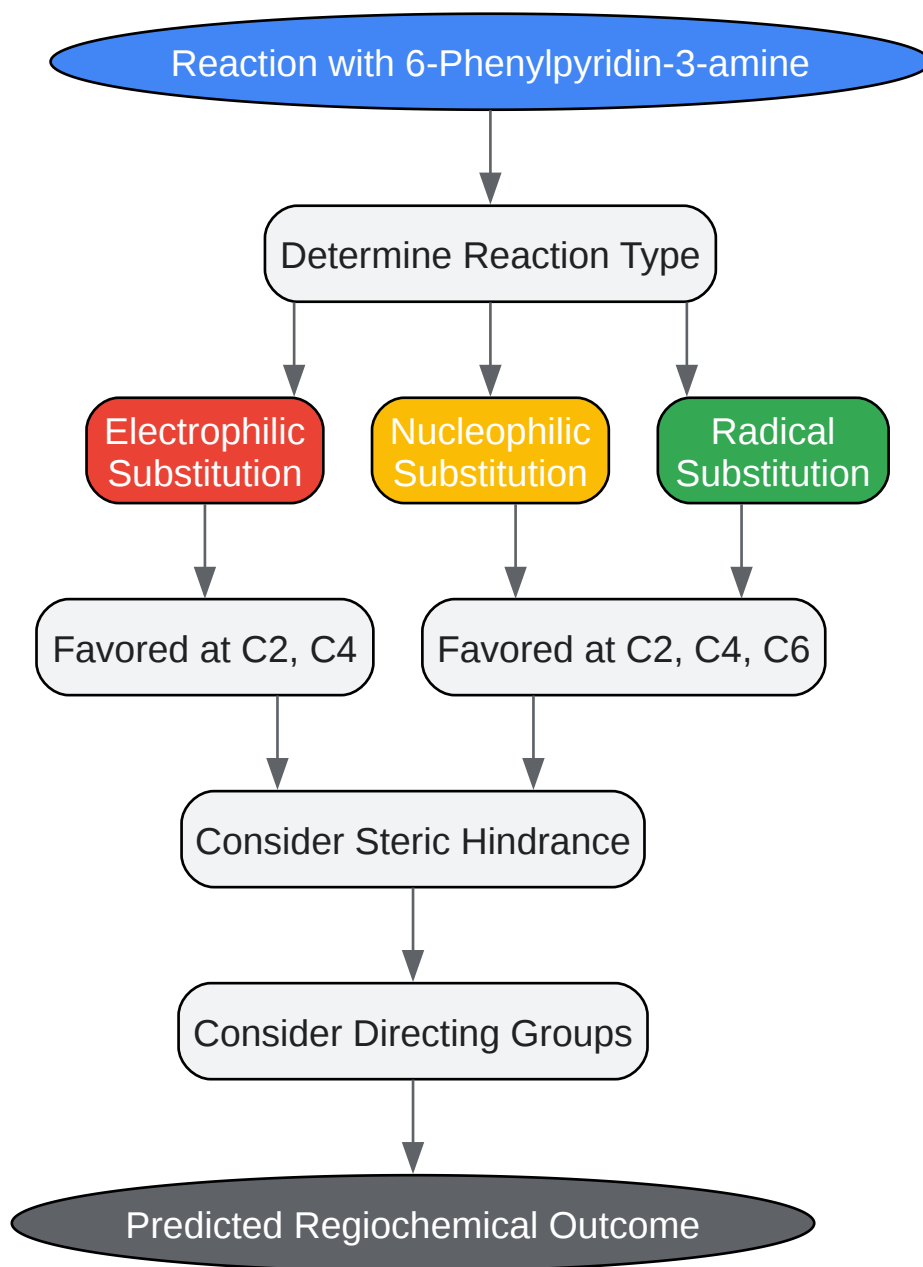 Reaction with 6-Phenylpyridin-3-amine
Determine Reaction Type
Electrophilic
Substitution
Nucleophilic
Substitution
Radical
Substitution
Favored at C2, C4
Favored at C2, C4, C6
Consider Steric Hindrance
Consider Directing Groups
Predicted Regiochemical Outcome